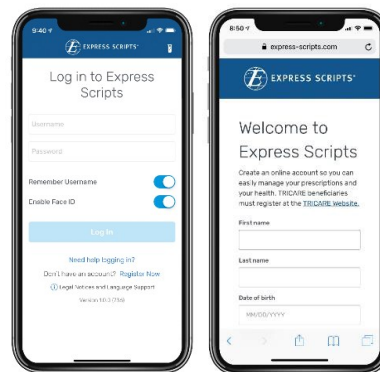 9:40
EXPRESS SCRIPTS
Log in to Express
Scripts
Username
Password
Remember Username
Enable Face ID
Log In
Need help logging in?
Don't have an account? Register Now
Legal Notices and Language Support
8:50
express-scripts.com
EXPRESS SCRIPTS
Welcome to
Express Scripts
Create an online account so you can
easily manage your prescriptions and
your health. TRICARE beneficiaries
must register at the TRICARE website.
First name
Last name
Date of birth
MM/DD/YYYY